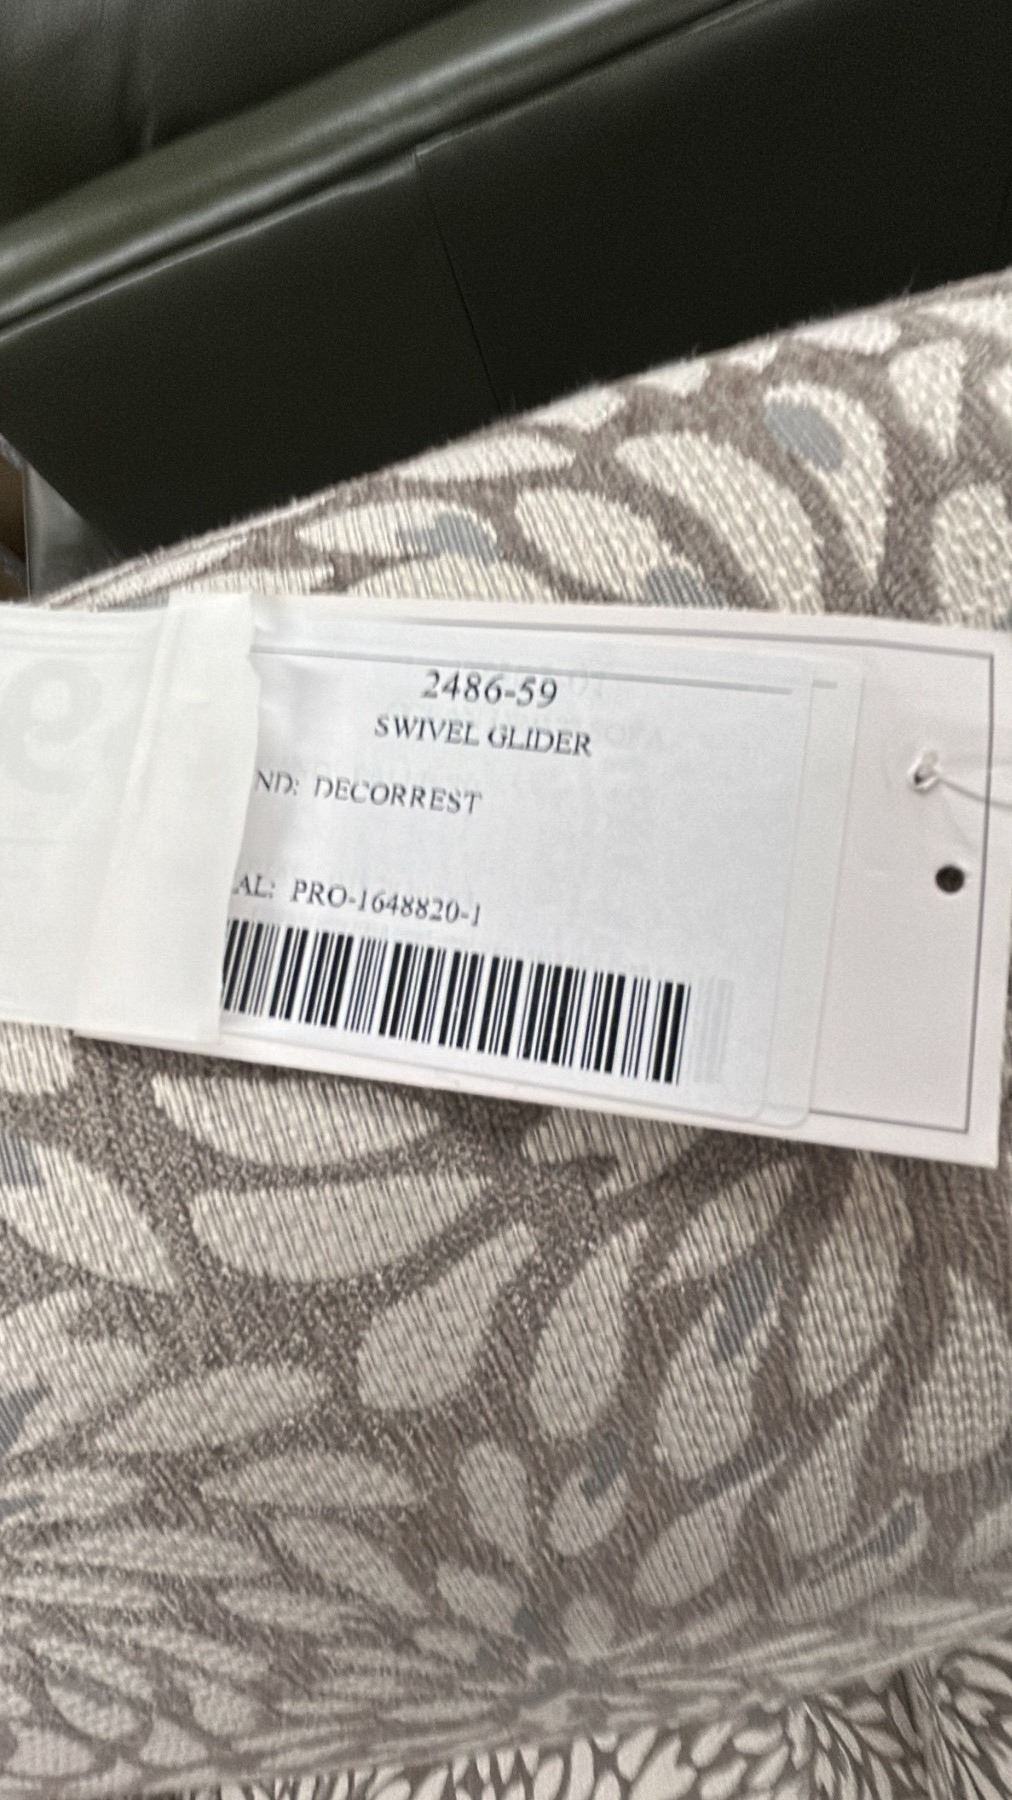 2486-59
SWIVEL GLIDER
ND: DECORREST
AL: PRO-1648820-1